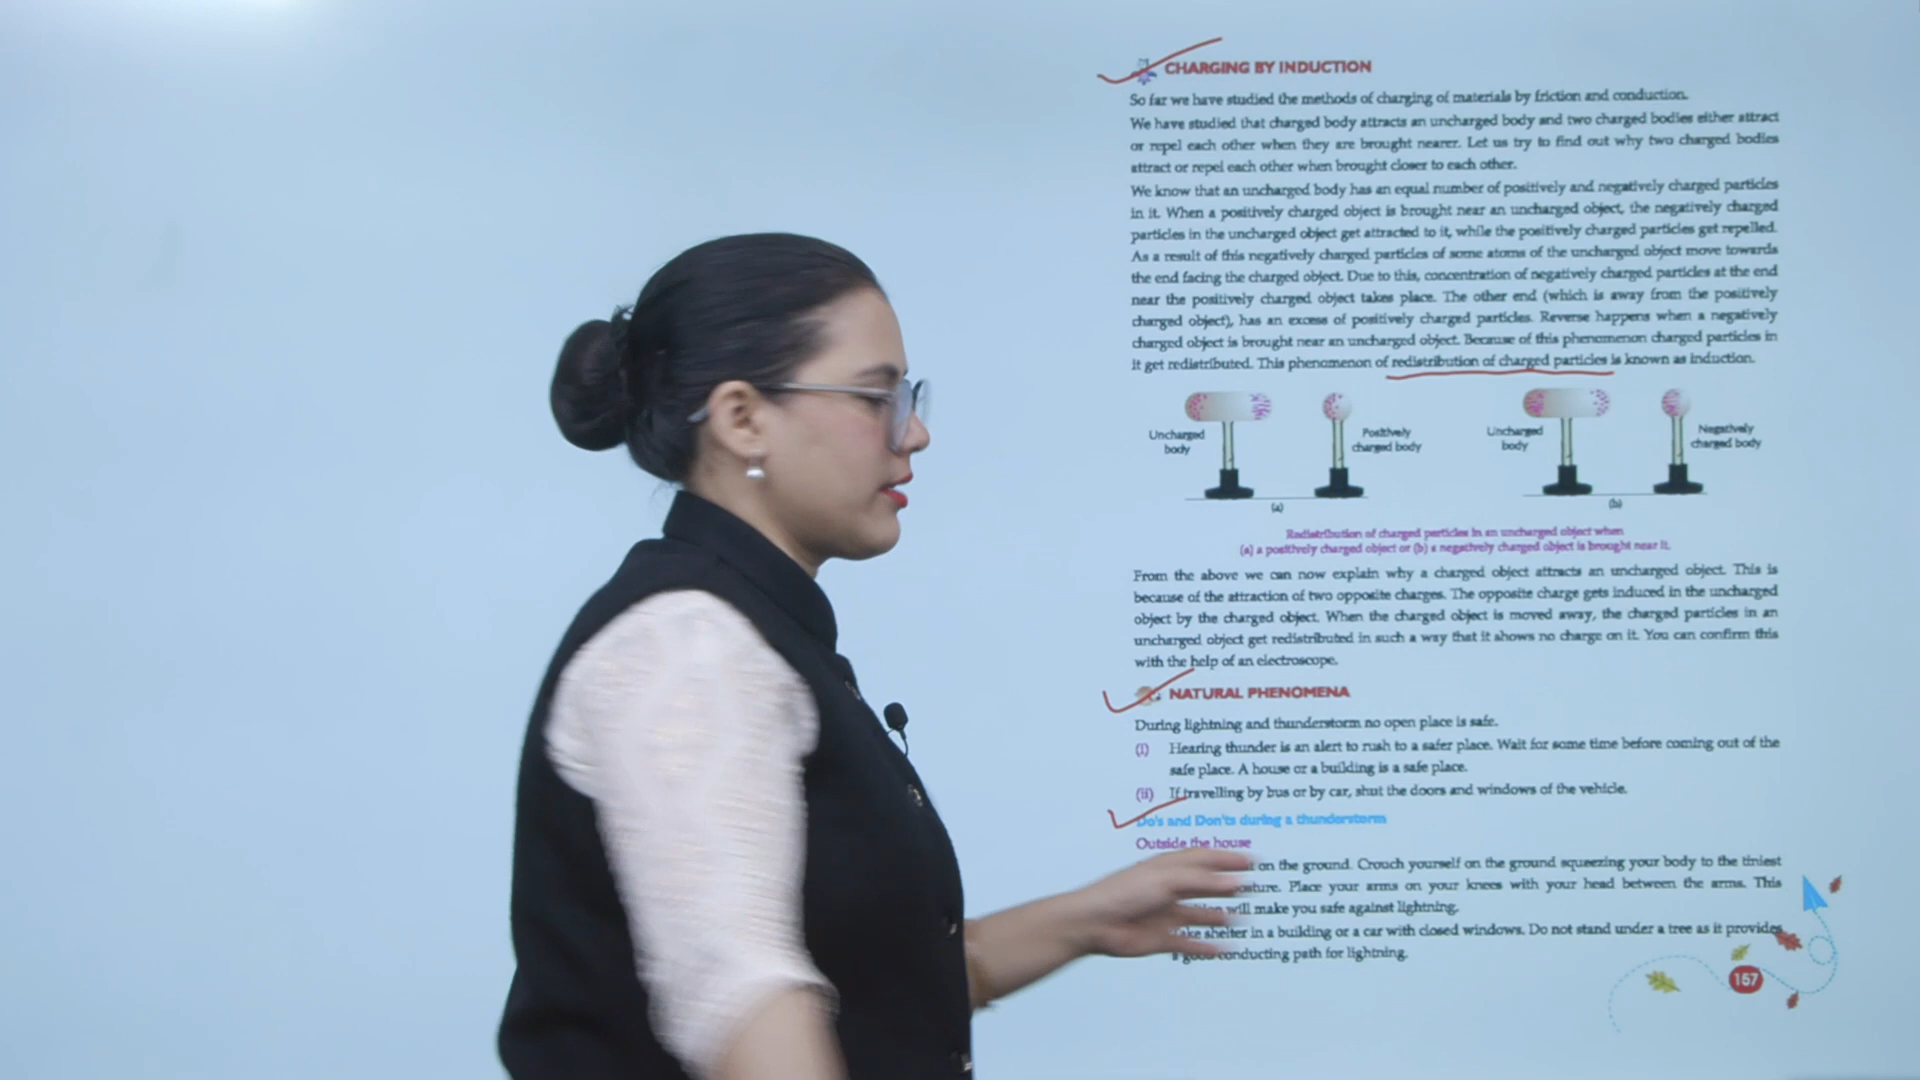 CHARGING BY INDUCTION
So far we have studied the methods of charging of materials by friction and conduction.
We have studied that charged body attracts an uncharged body and two charged bodies either attract
or repel each other when they are brought nearer. Let us try to find out why two charged bodies
attract or repel each other when brought closer to each other.
We know that an uncharged body has an equal number of positively and negatively charged particles
in it. When a positively charged object is brought near an uncharged object, the negatively charged
particles in the uncharged object get attracted to it, while the positively charged particles get repelled.
As a result of this negatively charged particles of some atoms of the uncharged object move towards
the end facing the charged object. Due to this, concentration of negatively charged particles at the end
near the positively charged object takes place. The other end (which is away from the positively
charged object), has an excess of positively charged particles. Reverse happens when a negatively
charged object is brought near an uncharged object. Because of this phenomenon charged particles in
it get redistributed. This phenomenon of redistribution of charged particles is known as induction.
Uncharged
body
Positively
charged body
(a)
Uncharged
body
Negatively
charged body
(b)
Redistribution of charged particles in an uncharged object when
(a) a positively charged object or (b) a negatively charged object is brought near it.
From the above we can now explain why a charged object attracts an uncharged object. This is
because of the attraction of two opposite charges. The opposite charge gets induced in the uncharged
object by the charged object. When the charged object is moved away, the charged particles in an
uncharged object get redistributed in such a way that it shows no charge on it. You can confirm this
with the help of an electroscope.
NATURAL PHENOMENA
During lightning and thunderstorm no open place is safe.
(i) Hearing thunder is an alert to rush to a safer place. Wait for some time before coming out of the
safe place. A house or a building is a safe place.
(ii) If travelling by bus or by car, shut the doors and windows of the vehicle.
Do's and Don'ts during a thunderstorm
Outside the house
on the ground. Crouch yourself on the ground squeezing your body to the tiniest
posture. Place your arms on your knees with your head between the arms. This
will make you safe against lightning.
Take shelter in a building or a car with closed windows. Do not stand under a tree as it provides
a good conducting path for lightning.
157